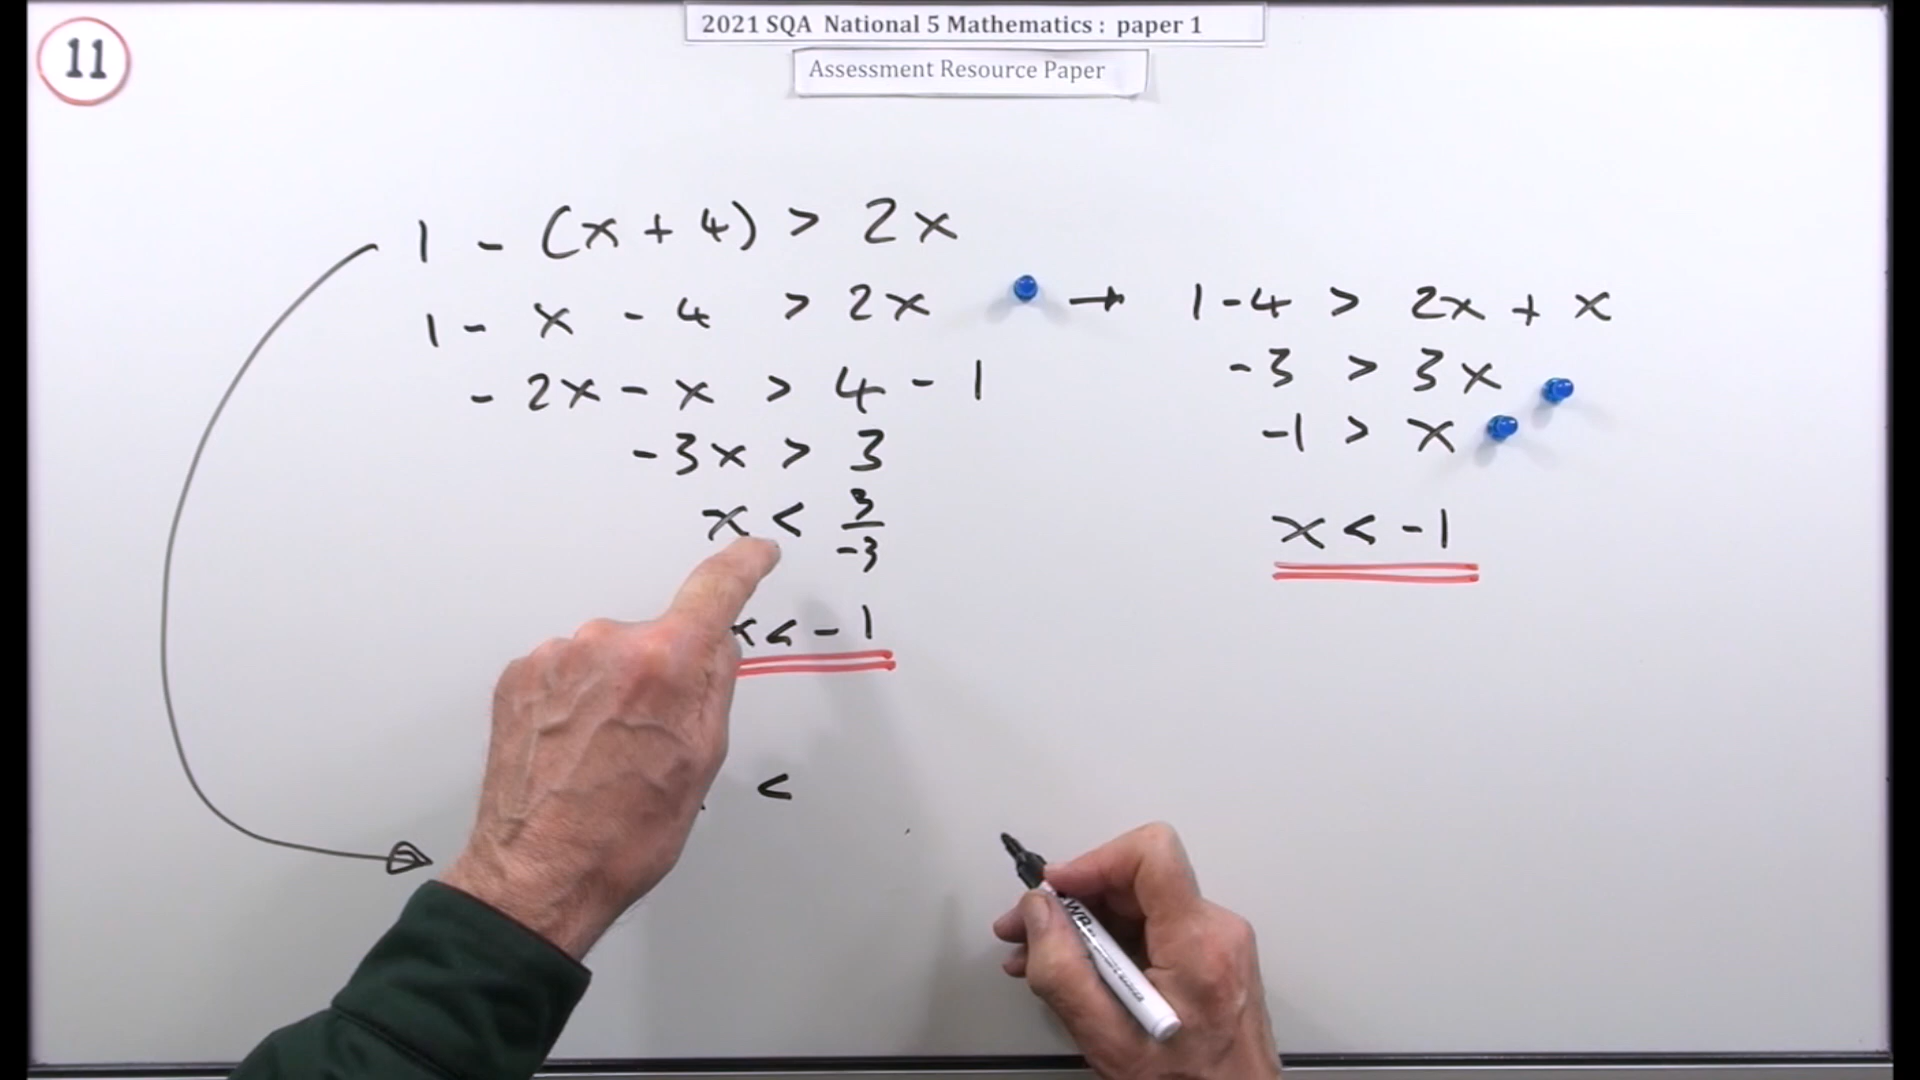 11
2021 SQA National 5 Mathematics : paper 1
Assessment Resource Paper
1 - (x + 4) > 2x
1 - x - 4 > 2x
- 2x - x > 4 - 1
- 3x > 3
x < 3/-3
x < - 1
<
→ 1 - 4 > 2x + x
-3 > 3x
-1 > x
x < -1